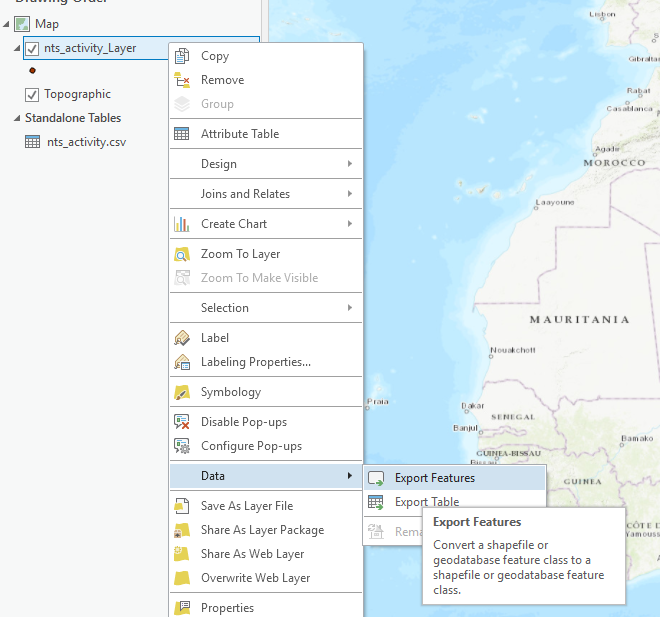 Drawing Order
Map
nts_activity_Layer
Topographic
Standalone Tables
nts_activity.csv
Copy
Remove
Group
Attribute Table
Design
Joins and Relates
Create Chart
Zoom To Layer
Zoom To Make Visible
Selection
Label
Labeling Properties...
Symbology
Disable Pop-ups
Configure Pop-ups
Data
Save As Layer File
Share As Layer Package
Share As Web Layer
Overwrite Web Layer
Properties
Export Features
Export Table
Rema
Export Features
Convert a shapefile or
geodatabase feature class to a
shapefile or geodatabase feature
class.
Lisbon
Gibraltar
Rabat
Casablanca
Agade
MOROCCO
Laayoune
MAURITANIA
Nouakchott
Praia
Dakar
SENEGAL
Banjul
Bamako
GUINEA-BISSAU
Bissau
GUINEA
CÔTE D
Yamouss